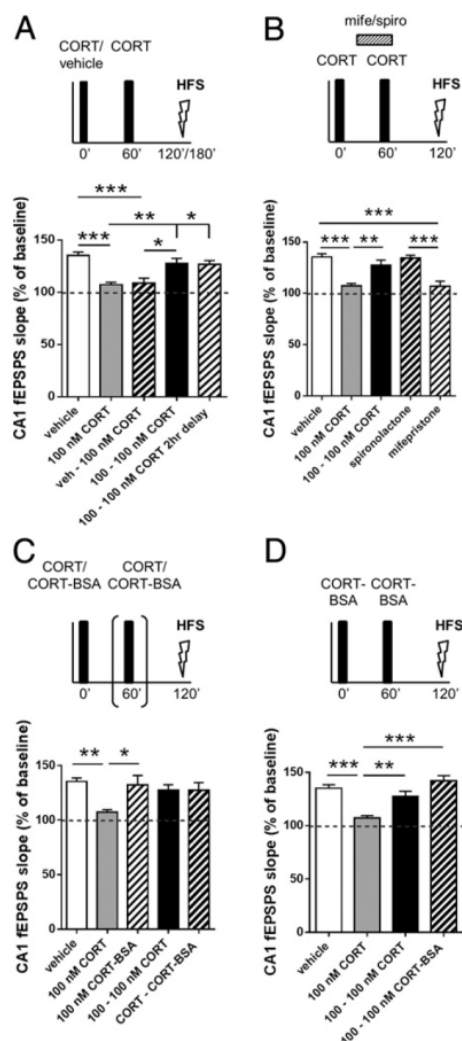 A
CORT/
vehicle
CORT
HFS
0'
60'
120'/180'
***
***
**
*
*
CA1 fEPSPS slope (% of baseline)
150
100
50
0
vehicle
100 nM CORT
veh - 100 nM CORT
100 - 100 nM CORT
100 - 100 nM CORT 2hr delay
B
mife/spiro
CORT
CORT
HFS
0'
60'
120'
***
***
**
***
CA1 fEPSPS slope (% of baseline)
150
100
50
0
vehicle
100 nM CORT
100 - 100 nM CORT
spironolactone
mifepristone
C
CORT/
CORT-BSA
CORT/
CORT-BSA
HFS
0'
60'
120'
**
*
CA1 fEPSPS slope (% of baseline)
150
100
50
0
vehicle
100 nM CORT
100 nM CORT-BSA
100 - 100 nM CORT
CORT - CORT-BSA
D
CORT-
BSA
CORT-
BSA
HFS
0'
60'
120'
***
***
**
CA1 fEPSPS slope (% of baseline)
150
100
50
0
vehicle
100 nM CORT
100 - 100 nM CORT
100 - 100 nM CORT-BSA